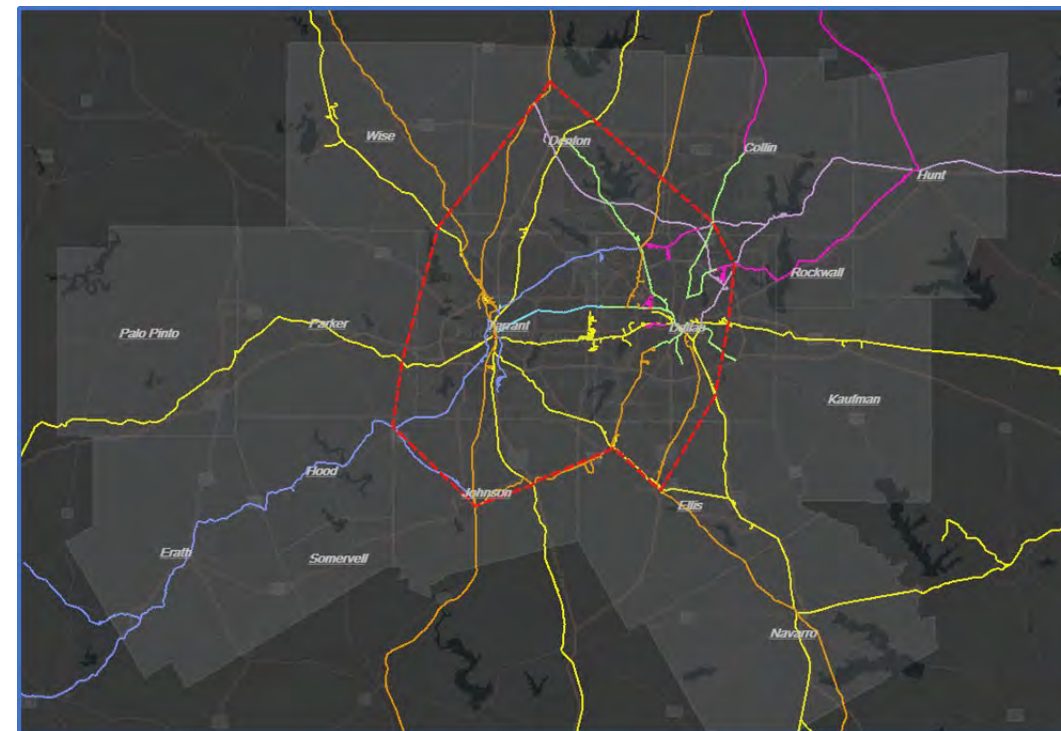 Wise
Denton
Collin
Hunt
Rockwall
Palo Pinto
Parker
Tarrant
Dallas
Kaufman
Hood
Johnson
Ellis
Erath
Somervell
Navarro